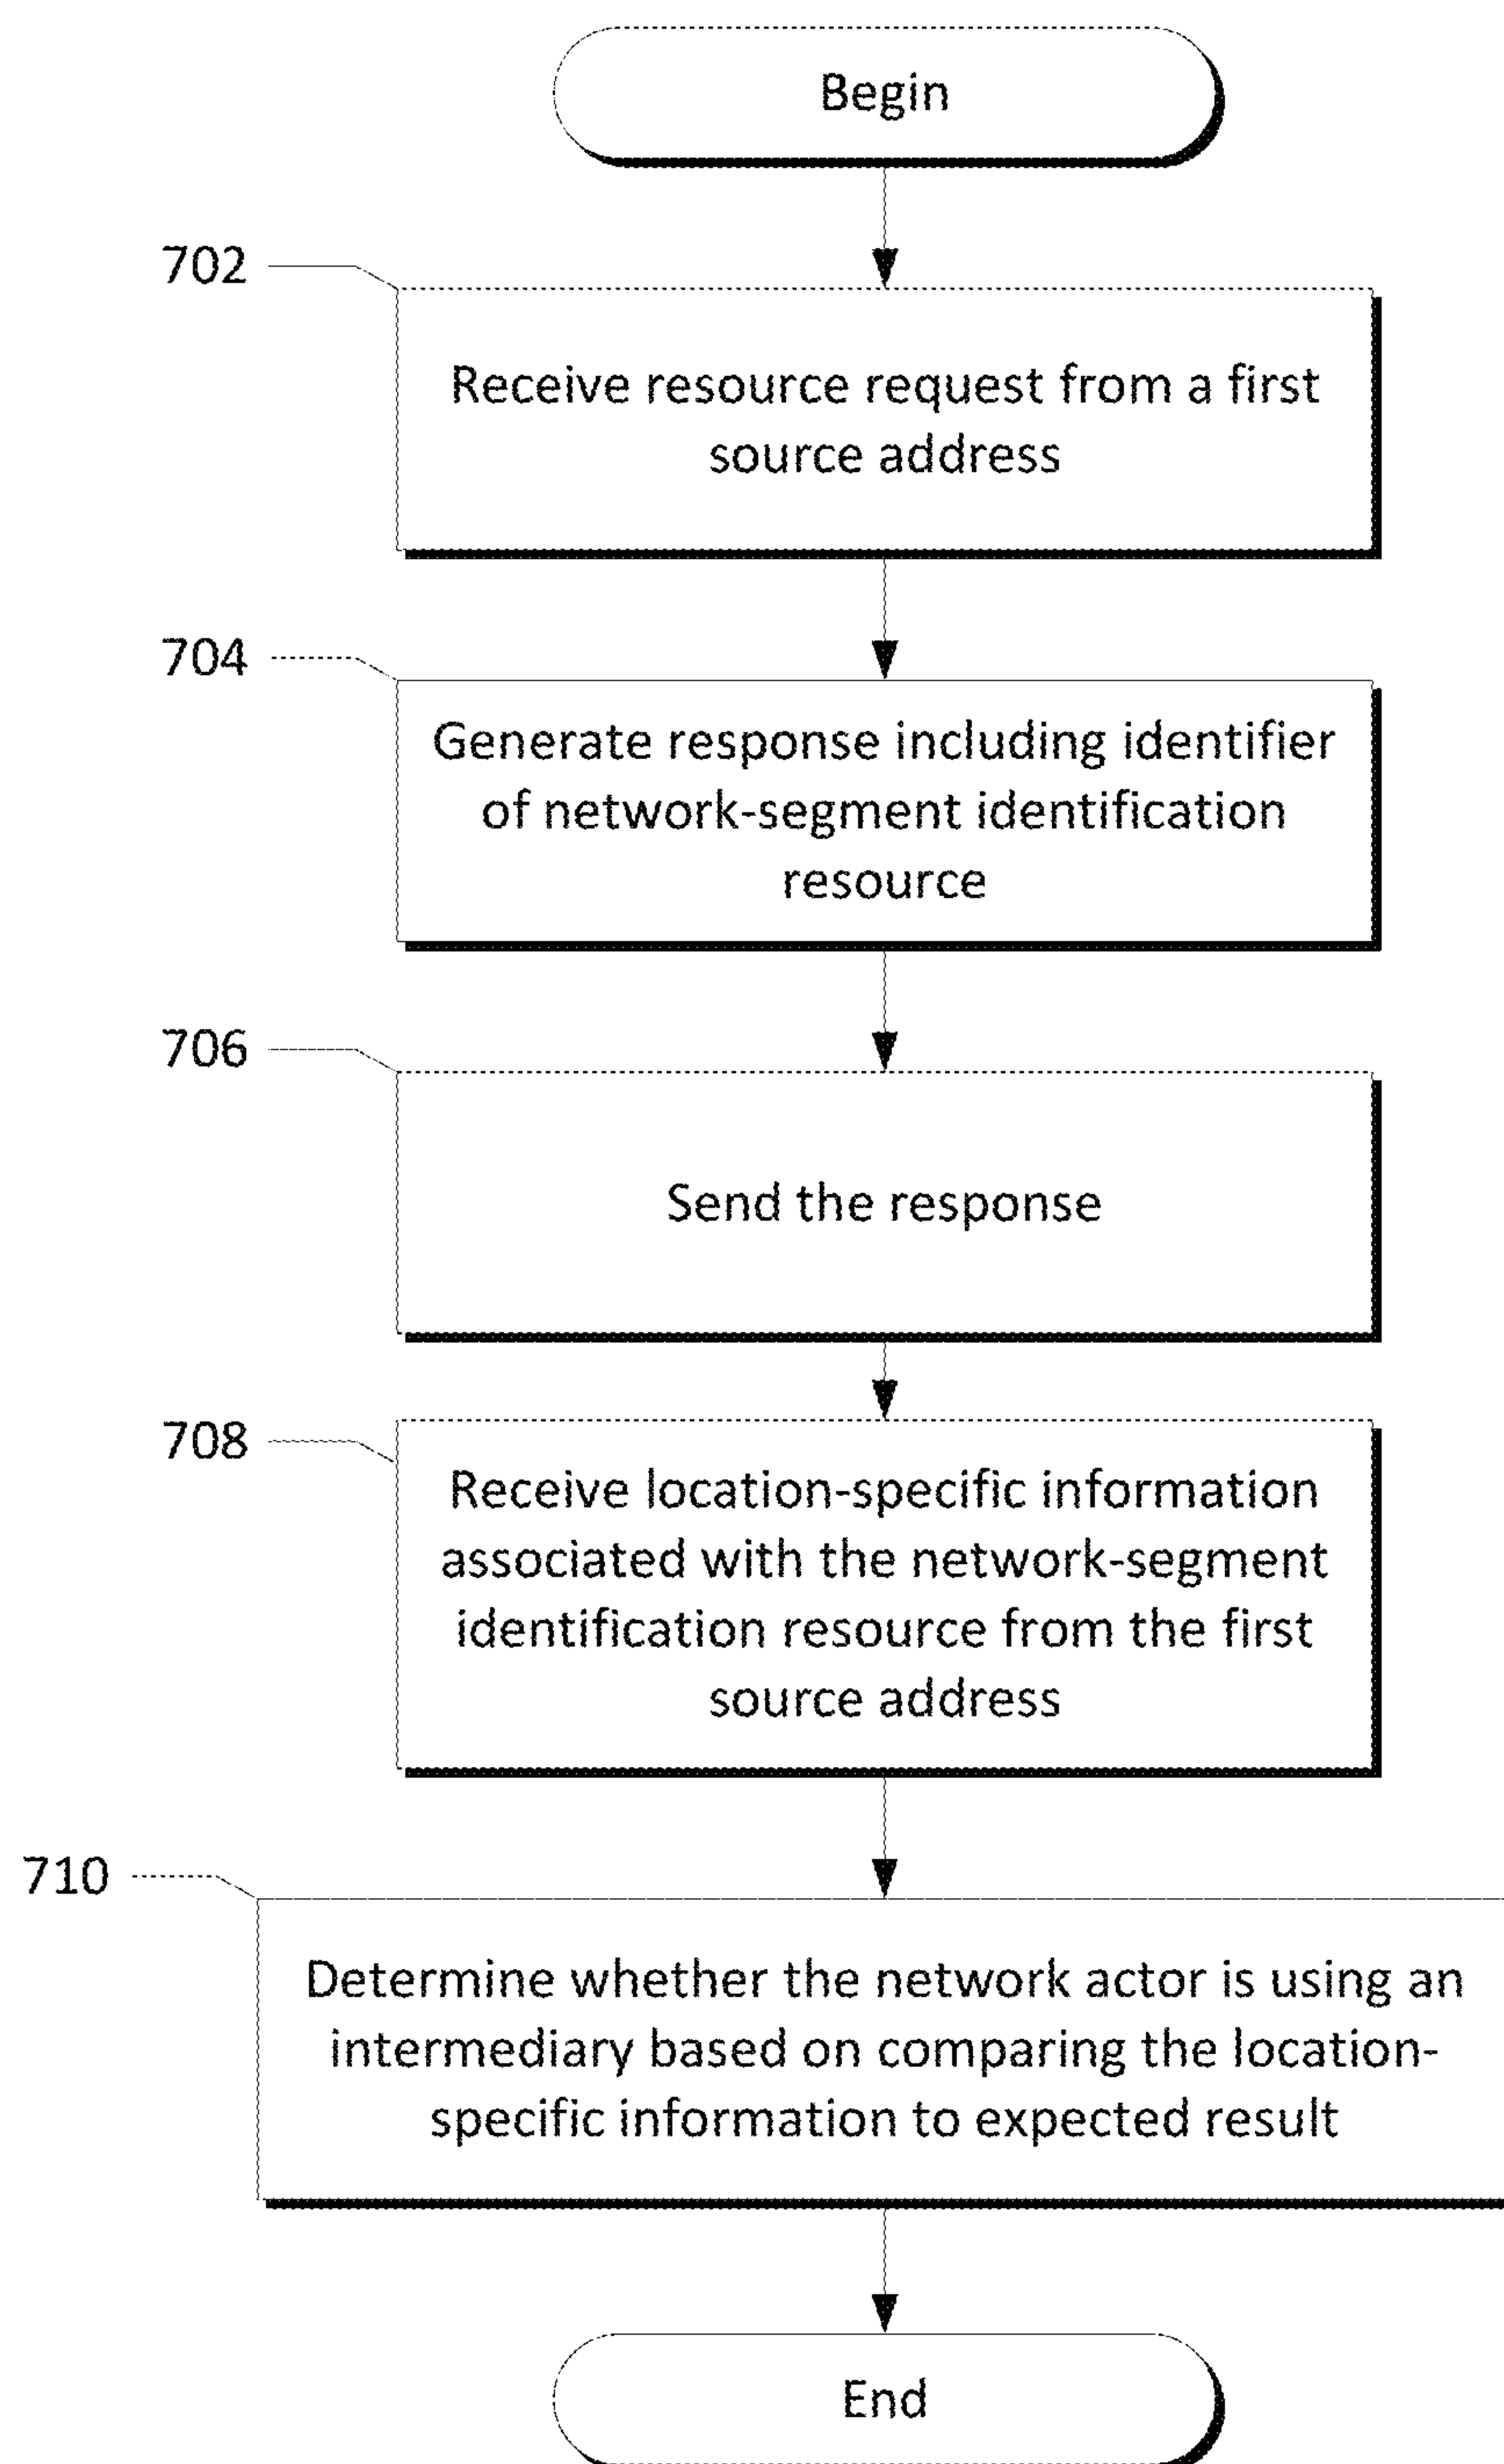 Begin
702
Receive resource request from a first
source address
704
Generate response including identifier
of network-segment identification
resource
706
Send the response
708
Receive location-specific information
associated with the network-segment
identification resource from the first
source address
710
Determine whether the network actor is using an
intermediary based on comparing the location-
specific information to expected result
End